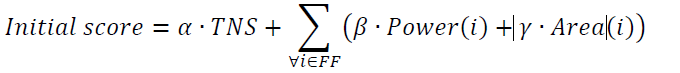 Initial score = α · TNS + ∑_{∀i∈FF} (β · Power(i) +|γ · Area|(i))